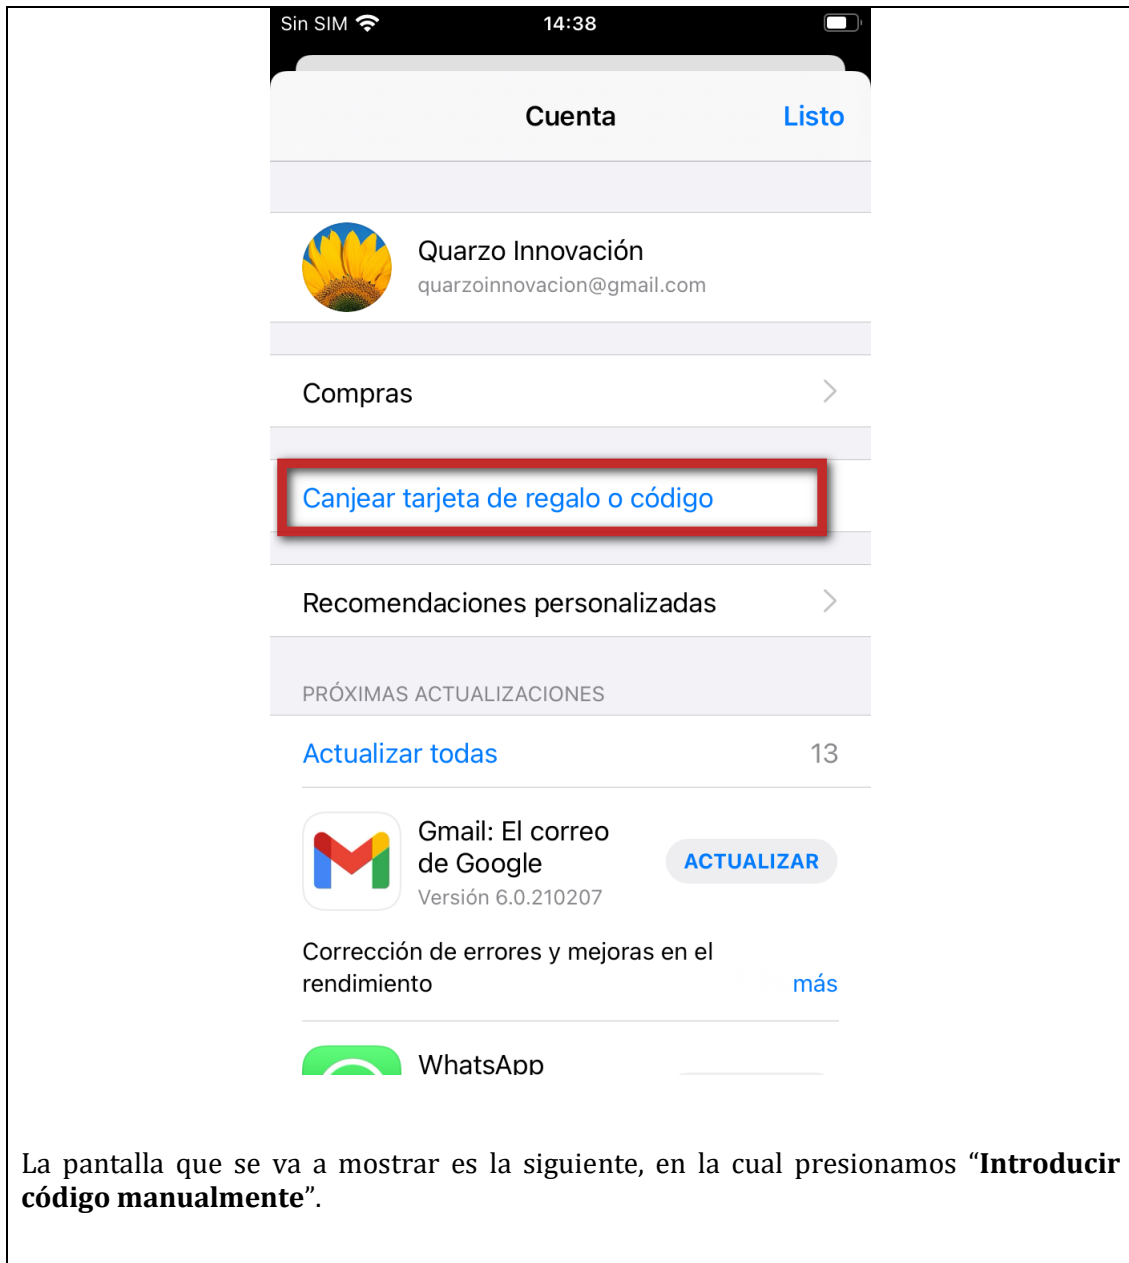 Sin SIM 14:38
Cuenta Listo
Quarzo Innovación
quarzoinnovacion@gmail.com
Compras
Canjear tarjeta de regalo o código
Recomendaciones personalizadas
PRÓXIMAS ACTUALIZACIONES
Actualizar todas 13
Gmail: El correo
de Google
ACTUALIZAR
Versión 6.0.210207
Corrección de errores y mejoras en el
rendimiento más
WhatsApp
La pantalla que se va a mostrar es la siguiente, en la cual presionamos “Introducir
código manualmente”.